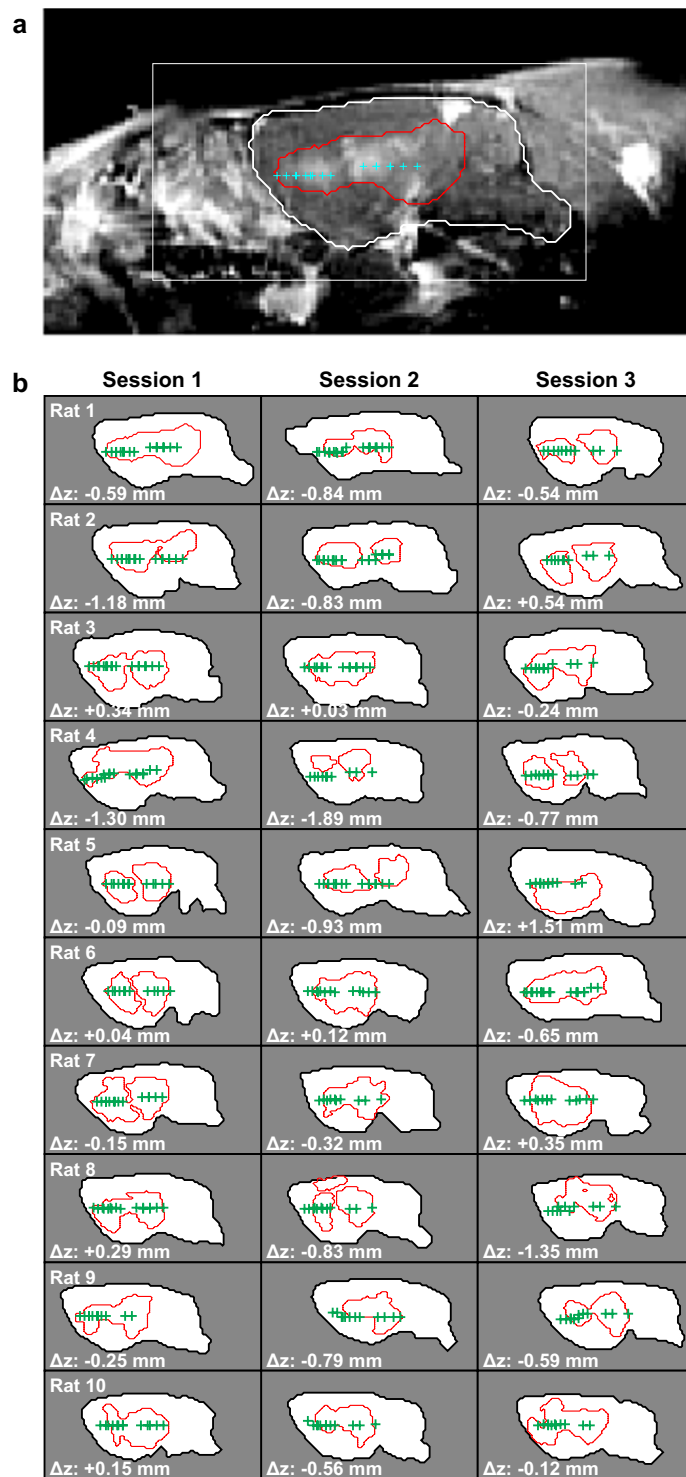 a
b
Session 1 Session 2 Session 3
Rat 1
Δz: -0.59 mm Δz: -0.84 mm Δz: -0.54 mm
Rat 2
Δz: -1.18 mm Δz: -0.83 mm Δz: +0.54 mm
Rat 3
Δz: +0.34 mm Δz: +0.03 mm Δz: -0.24 mm
Rat 4
Δz: -1.30 mm Δz: -1.89 mm Δz: -0.77 mm
Rat 5
Δz: -0.09 mm Δz: -0.93 mm Δz: +1.51 mm
Rat 6
Δz: +0.04 mm Δz: +0.12 mm Δz: -0.65 mm
Rat 7
Δz: -0.15 mm Δz: -0.32 mm Δz: +0.35 mm
Rat 8
Δz: +0.29 mm Δz: -0.83 mm Δz: -1.35 mm
Rat 9
Δz: -0.25 mm Δz: -0.79 mm Δz: -0.59 mm
Rat 10
Δz: +0.15 mm Δz: -0.56 mm Δz: -0.12 mm